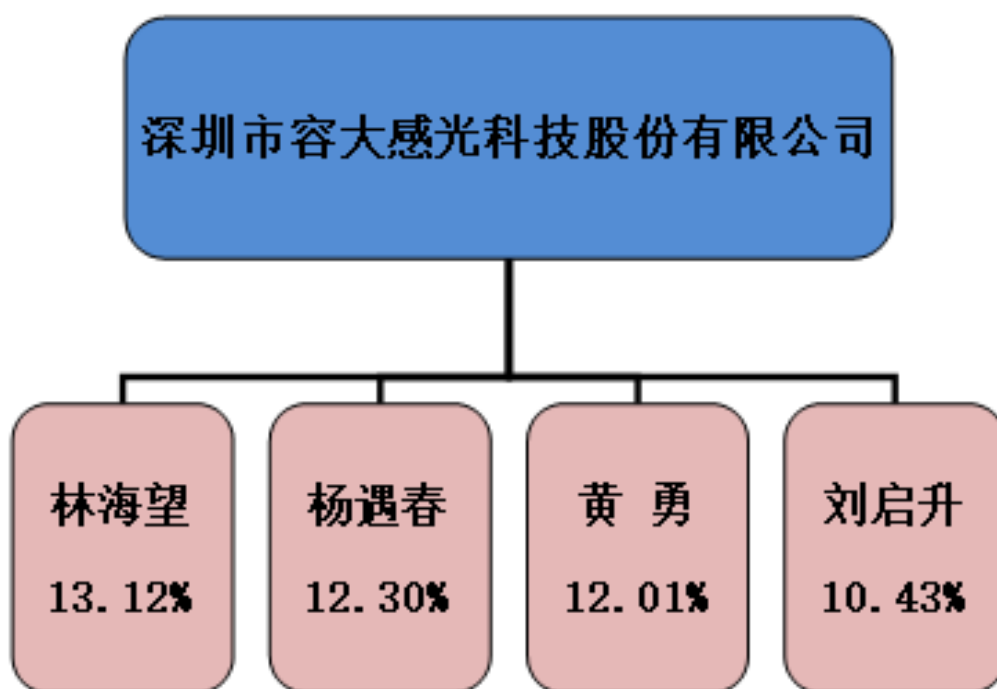 深圳市容大感光科技股份有限公司
林海望
13.12%
杨遇春
12.30%
黄 勇
12.01%
刘启升
10.43%